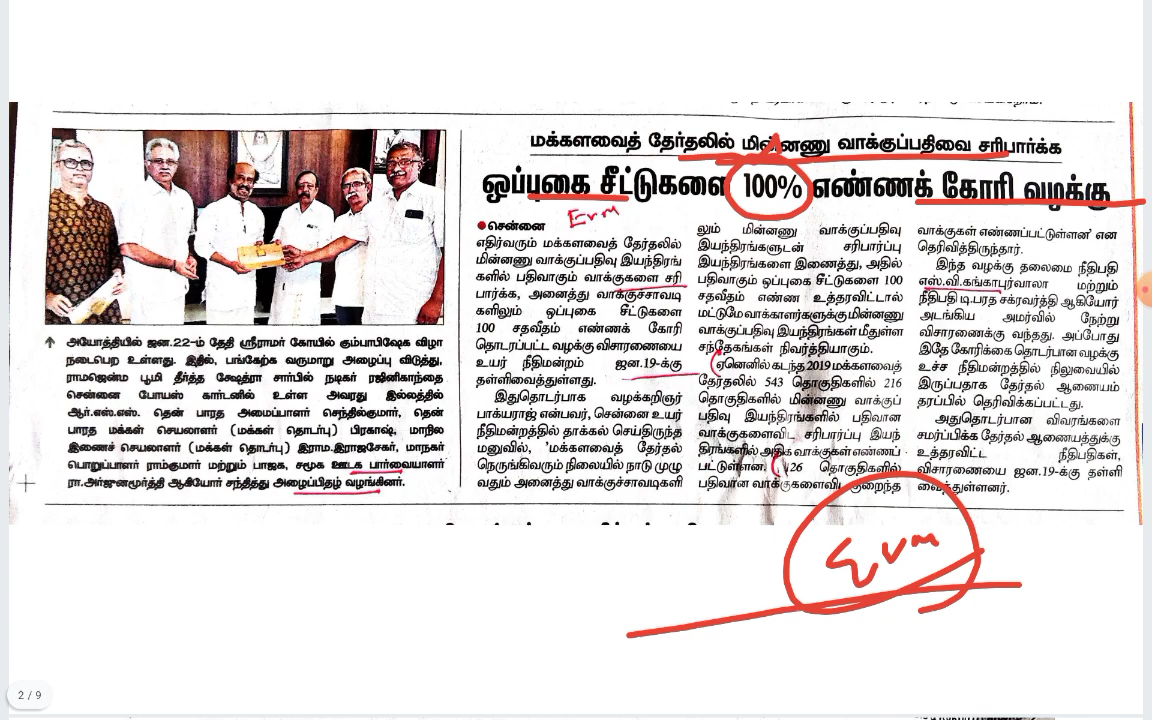 மக்களவைத் தேர்தலில் மின்னணு வாக்குப்பதிவை சரிபார்க்க
ஒப்புகை சீட்டுகளை 100% எண்ணக் கோரி வழக்கு
Evm
அயோத்தியில் ஜன.22-ம் தேதி ஸ்ரீராமர் கோயில் கும்பாபிஷேக விழா
நடைபெற உள்ளது. இதில், பங்கேற்க வருமாறு அழைப்பு விடுத்து,
ராமஜென்ம பூமி தீர்த்த க்ஷேத்ரா சார்பில் நடிகர் ரஜினிகாந்தை
சென்னை போயஸ் கார்டனில் உள்ள அவரது இல்லத்தில்
ஆர்.எஸ்.எஸ். தென் பாரத அமைப்பாளர் செந்தில்குமார், தென்
பாரத மக்கள் செயலாளர் (மக்கள் தொடர்பு) பிரகாஷ், மாநில
இணைச் செயலாளர் (மக்கள் தொடர்பு) இராம.இராஜசேகர், மாநகர்
பொறுப்பாளர் ராம்குமார் மற்றும் பாஜக, சமூக ஊடக பார்வையாளர்
ரா.அர்ஜுனமூர்த்தி ஆகியோர் சந்தித்து அழைப்பிதழ் வழங்கினர்.
●சென்னை
எதிர்வரும் மக்களவைத் தேர்தலில்
மின்னணு வாக்குப்பதிவு இயந்திரங்
களில் பதிவாகும் வாக்குகளை சரி
பார்க்க, அனைத்து வாக்குச்சாவடி
களிலும் ஒப்புகை சீட்டுகளை
100 சதவீதம் எண்ணக் கோரி
தொடரப்பட்ட வழக்கு விசாரணையை
உயர் நீதிமன்றம் ஜன.19-க்கு
தள்ளிவைத்துள்ளது.
இதுதொடர்பாக வழக்கறிஞர்
பாக்யராஜ் என்பவர், சென்னை உயர்
நீதிமன்றத்தில் தாக்கல் செய்திருந்த
மனுவில், 'மக்களவைத் தேர்தல்
நெருங்கிவரும் நிலையில் நாடு முழு
வதும் அனைத்து வாக்குச்சாவடிகளி
லும் மின்னணு வாக்குப்பதிவு
இயந்திரங்களுடன் சரிபார்ப்பு
இயந்திரங்களை இணைத்து, அதில்
பதிவாகும் ஒப்புகை சீட்டுகளை 100
சதவீதம் எண்ண உத்தரவிட்டால்
மட்டுமே வாக்காளர்களுக்கு மின்னணு
வாக்குப்பதிவு இயந்திரங்கள் மீதுள்ள
சந்தேகங்கள் நிவர்த்தியாகும்.
ஏனெனில் கடந்த 2019 மக்களவைத்
தேர்தலில் 543 தொகுதிகளில் 216
தொகுதிகளில் மின்னணு வாக்குப்
பதிவு இயந்திரங்களில் பதிவான
வாக்குகளைவிட சரிபார்ப்பு இயந்
திரங்களில் அதிக வாக்குகள் எண்ணப்
பட்டுள்ளன. 126 தொகுதிகளில்
பதிவான வாக்குகளைவிட குறைந்த
வாக்குகள் எண்ணப்பட்டுள்ளன' என
தெரிவித்திருந்தார்.
இந்த வழக்கு தலைமை நீதிபதி
எஸ்.வி.கங்காபுர்வாலா மற்றும்
நீதிபதி டி.பரத சக்ரவர்த்தி ஆகியோர்
அடங்கிய அமர்வில் நேற்று
விசாரணைக்கு வந்தது. அப்போது
இதே கோரிக்கை தொடர்பான வழக்கு
உச்ச நீதிமன்றத்தில் நிலுவையில்
இருப்பதாக தேர்தல் ஆணையம்
தரப்பில் தெரிவிக்கப்பட்டது.
அதுதொடர்பான விவரங்களை
சமர்ப்பிக்க தேர்தல் ஆணையத்துக்கு
உத்தரவிட்ட நீதிபதிகள்,
விசாரணையை ஜன.19-க்கு தள்ளி
வைத்துள்ளனர்.
Evm
2 / 9